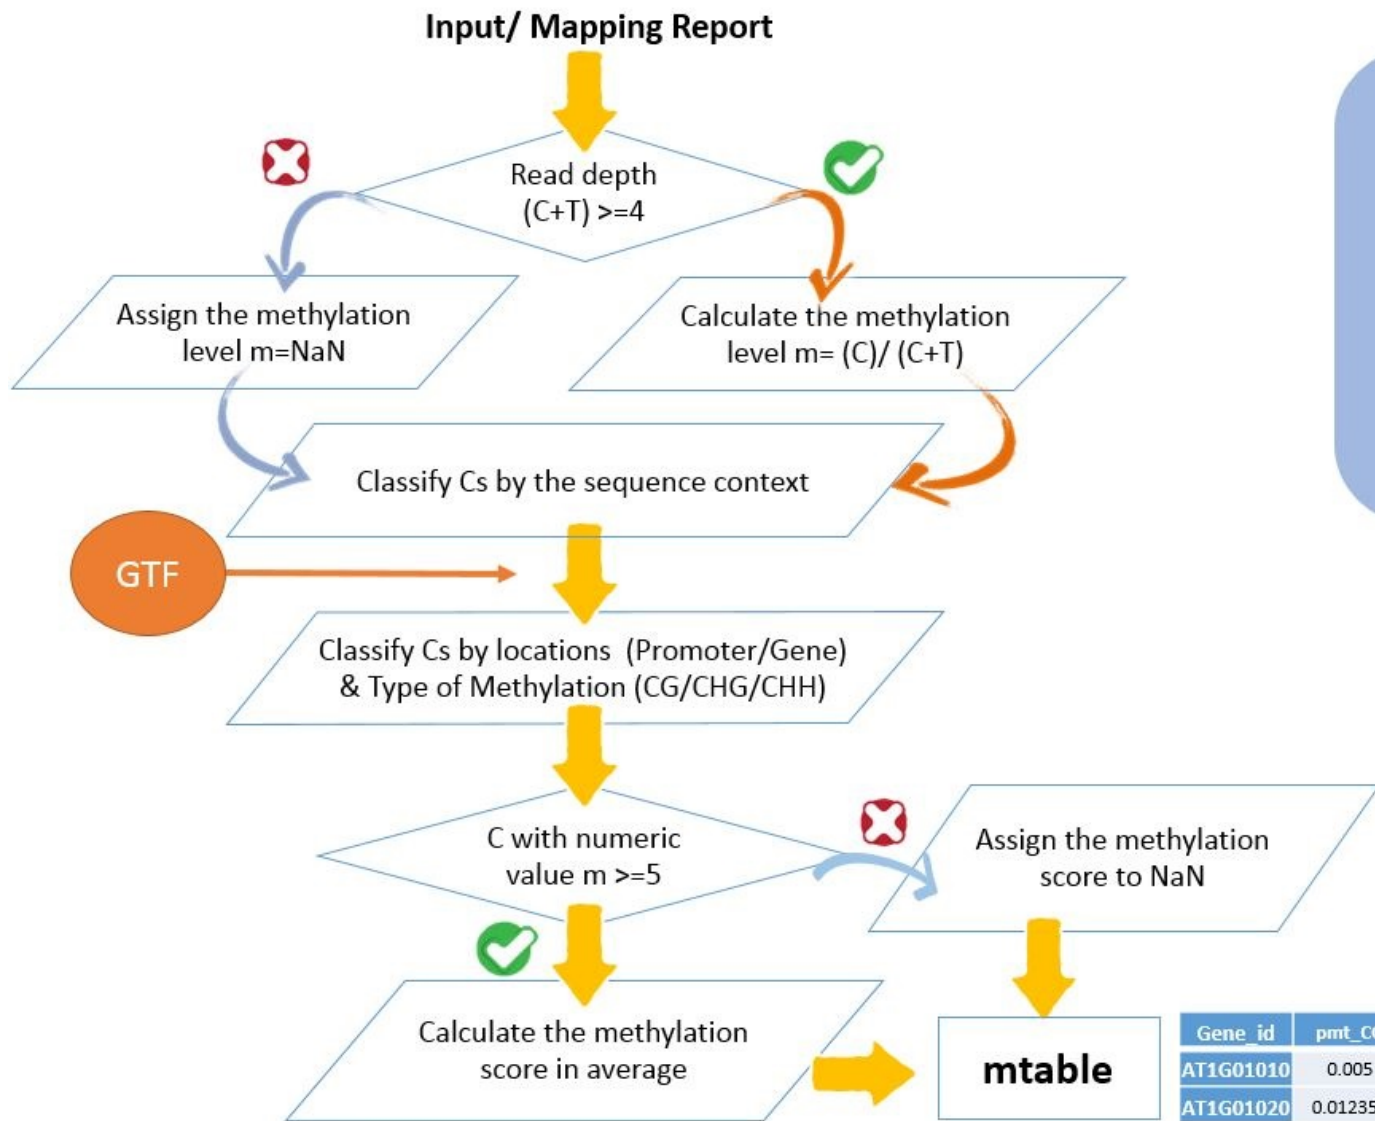 Input/ Mapping Report
Read depth
(C+T) >=4
Assign the methylation
level m=NaN
Calculate the methylation
level m= (C)/ (C+T)
Classify Cs by the sequence context
GTF
Classify Cs by locations (Promoter/Gene)
& Type of Methylation (CG/CHG/CHH)
C with numeric
value m >=5
Assign the methylation
score to NaN
Calculate the methylation
score in average
mtable
Gene_id pmt_CG
AT1G01010 0.005
AT1G01020 0.01235